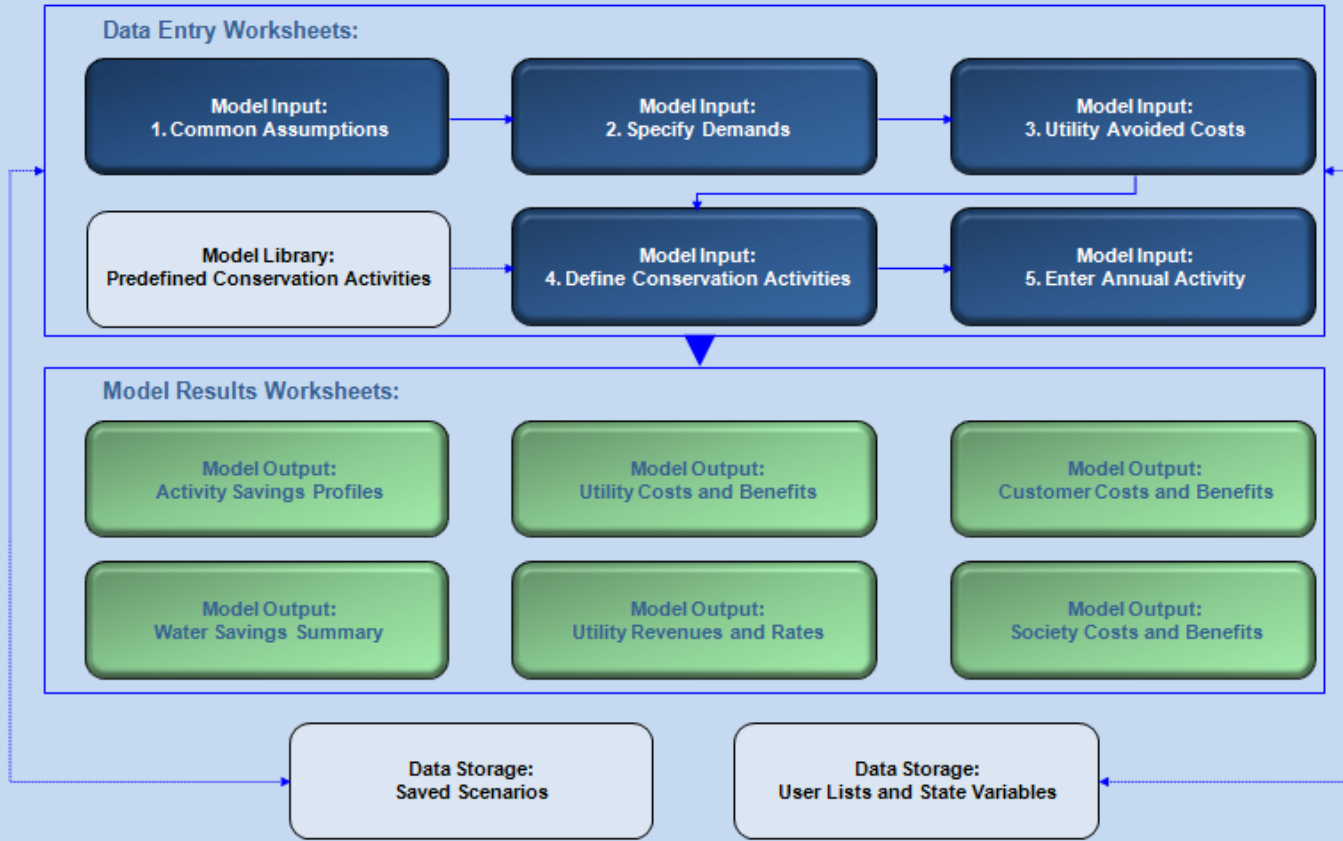 Data Entry Worksheets:
Model Input:
1. Common Assumptions
Model Input:
2. Specify Demands
Model Input:
3. Utility Avoided Costs
Model Library:
Predefined Conservation Activities
Model Input:
4. Define Conservation Activities
Model Input:
5. Enter Annual Activity
Model Results Worksheets:
Model Output:
Activity Savings Profiles
Model Output:
Utility Costs and Benefits
Model Output:
Customer Costs and Benefits
Model Output:
Water Savings Summary
Model Output:
Utility Revenues and Rates
Model Output:
Society Costs and Benefits
Data Storage:
Saved Scenarios
Data Storage:
User Lists and State Variables